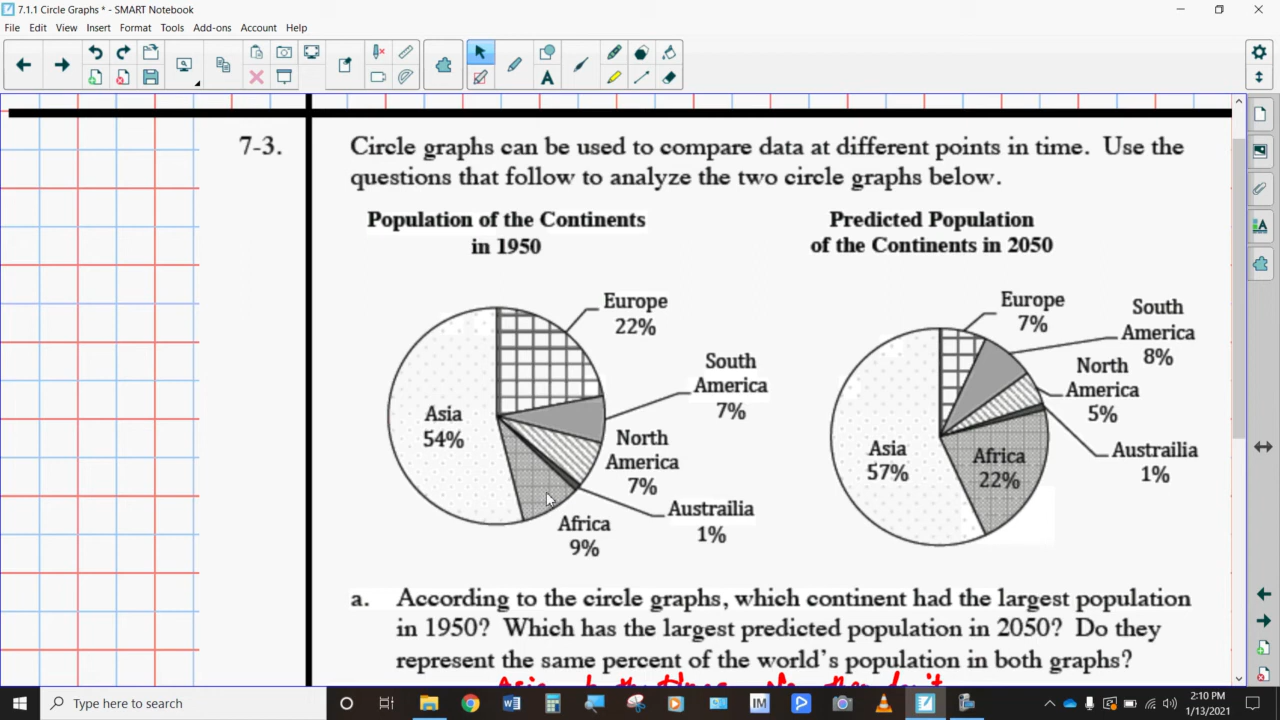 7.1.1 Circle Graphs * - SMART Notebook
File Edit View Insert Format Tools Add-ons Account Help
7-3.
Circle graphs can be used to compare data at different points in time. Use the
questions that follow to analyze the two circle graphs below.
Population of the Continents
in 1950
Europe
22%
South
America
7%
North
America
7%
Austrailia
1%
Africa
9%
Asia
54%
Predicted Population
of the Continents in 2050
Europe
7%
South
America
8%
North
America
5%
Austrailia
1%
Africa
22%
Asia
57%
a. According to the circle graphs, which continent had the largest population
in 1950? Which has the largest predicted population in 2050? Do they
represent the same percent of the world's population in both graphs?
Type here to search
2:10 PM
1/13/2021